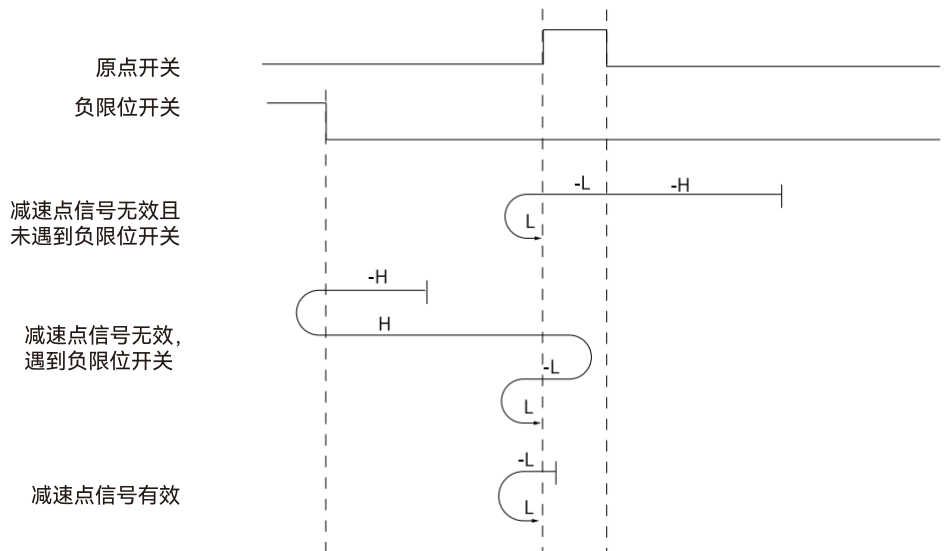 原点开关
负限位开关
-L
-H
减速点信号无效且
未遇到负限位开关
L
-H
减速点信号无效，
遇到负限位开关
H
-L
L
-L
减速点信号有效
L